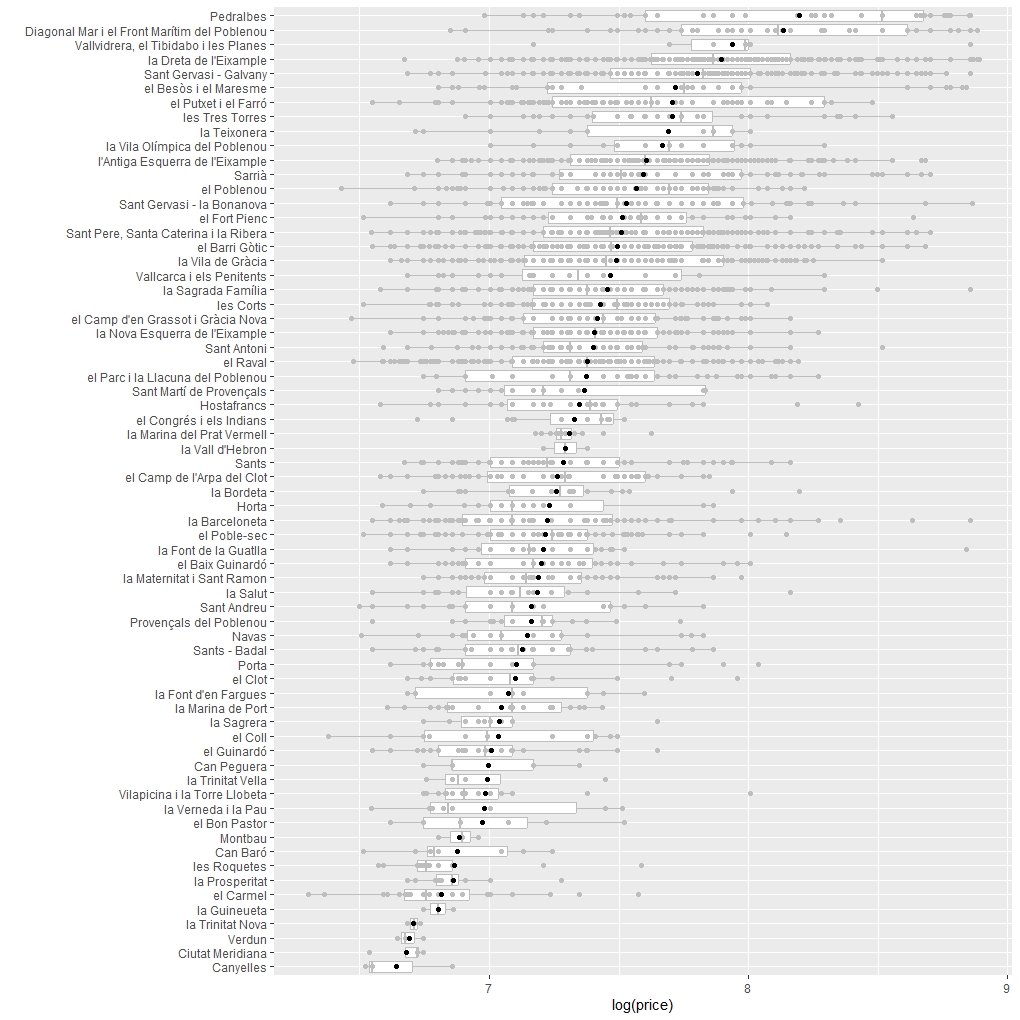 Pedralbes
Diagonal Mar i el Front Marítim del Poblenou
Vallvidrera, el Tibidabo i les Planes
la Dreta de l'Eixample
Sant Gervasi - Galvany
el Besòs i el Maresme
el Putxet i el Farró
les Tres Torres
la Teixonera
la Vila Olímpica del Poblenou
l'Antiga Esquerra de l'Eixample
Sarrià
el Poblenou
Sant Gervasi - la Bonanova
el Fort Pienc
Sant Pere, Santa Caterina i la Ribera
el Barri Gòtic
la Vila de Gràcia
Vallcarca i els Penitents
la Sagrada Família
les Corts
el Camp d'en Grassot i Gràcia Nova
la Nova Esquerra de l'Eixample
Sant Antoni
el Raval
el Parc i la Llacuna del Poblenou
Sant Martí de Provençals
Hostafrancs
el Congrés i els Indians
la Marina del Prat Vermell
la Vall d'Hebron
Sants
el Camp de l'Arpa del Clot
la Bordeta
Horta
la Barceloneta
el Poble-sec
la Font de la Guatlla
el Baix Guinardó
la Maternitat i Sant Ramon
la Salut
Sant Andreu
Provençals del Poblenou
Navas
Sants - Badal
Porta
el Clot
la Font d'en Fargues
la Marina de Port
la Sagrera
el Coll
el Guinardó
Can Peguera
la Trinitat Vella
Vilapicina i la Torre Llobeta
la Verneda i la Pau
el Bon Pastor
Montbau
Can Baró
les Roquetes
la Prosperitat
el Carmel
la Guineueta
la Trinitat Nova
Verdun
Ciutat Meridiana
Canyelles
7 8 9
log(price)